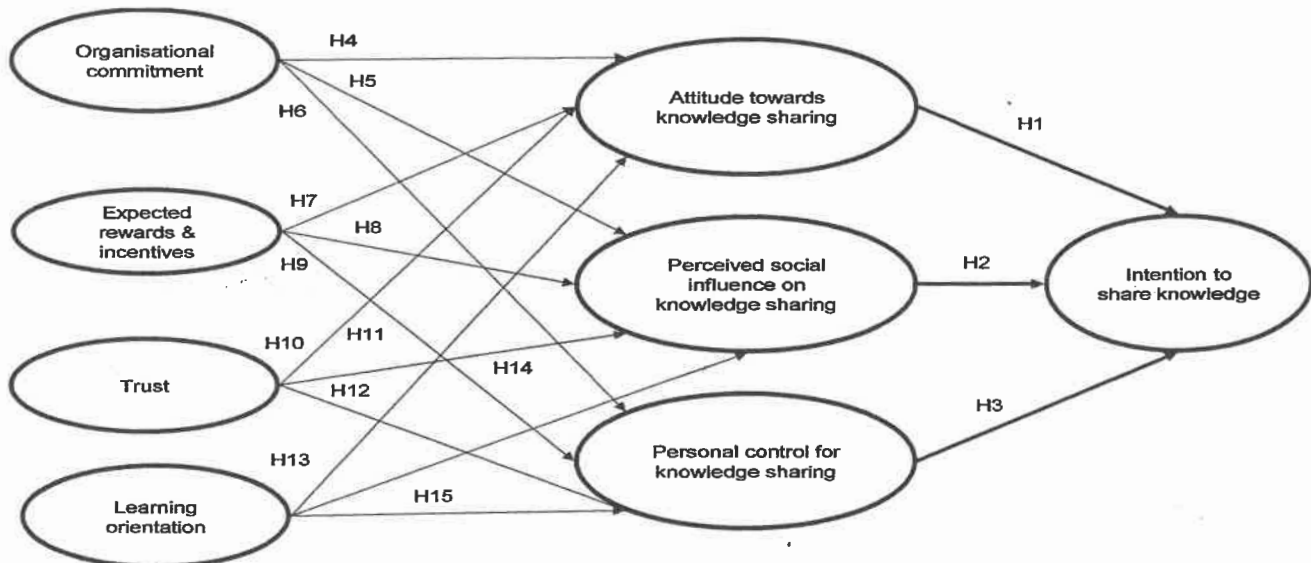 Organisational
commitment
Expected
rewards &
incentives
Trust
Learning
orientation
H4
H5
H6
H7
H8
H9
H10
H11
H12
H13
H14
H15
Attitude towards
knowledge sharing
Perceived social
influence on
knowledge sharing
Personal control for
knowledge sharing
H1
H2
H3
Intention to
share knowledge